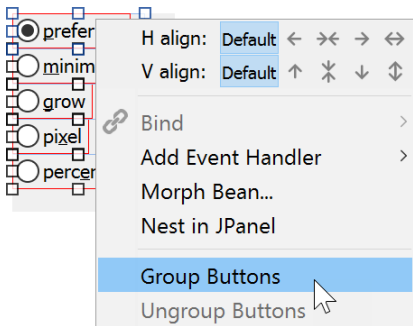 prefer
minim
grow
pixel
percer
H align: Default
V align: Default
Bind
Add Event Handler
Morph Bean...
Nest in JPanel
Group Buttons
Ungroup Buttons